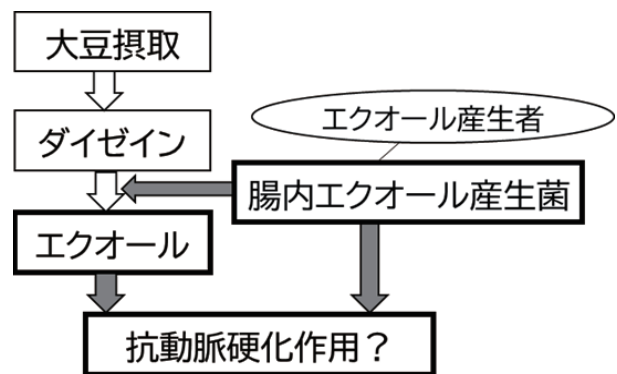 大豆摂取
ダイゼイン
エクオール産生者
腸内エクオール産生菌
エクオール
抗動脈硬化作用？